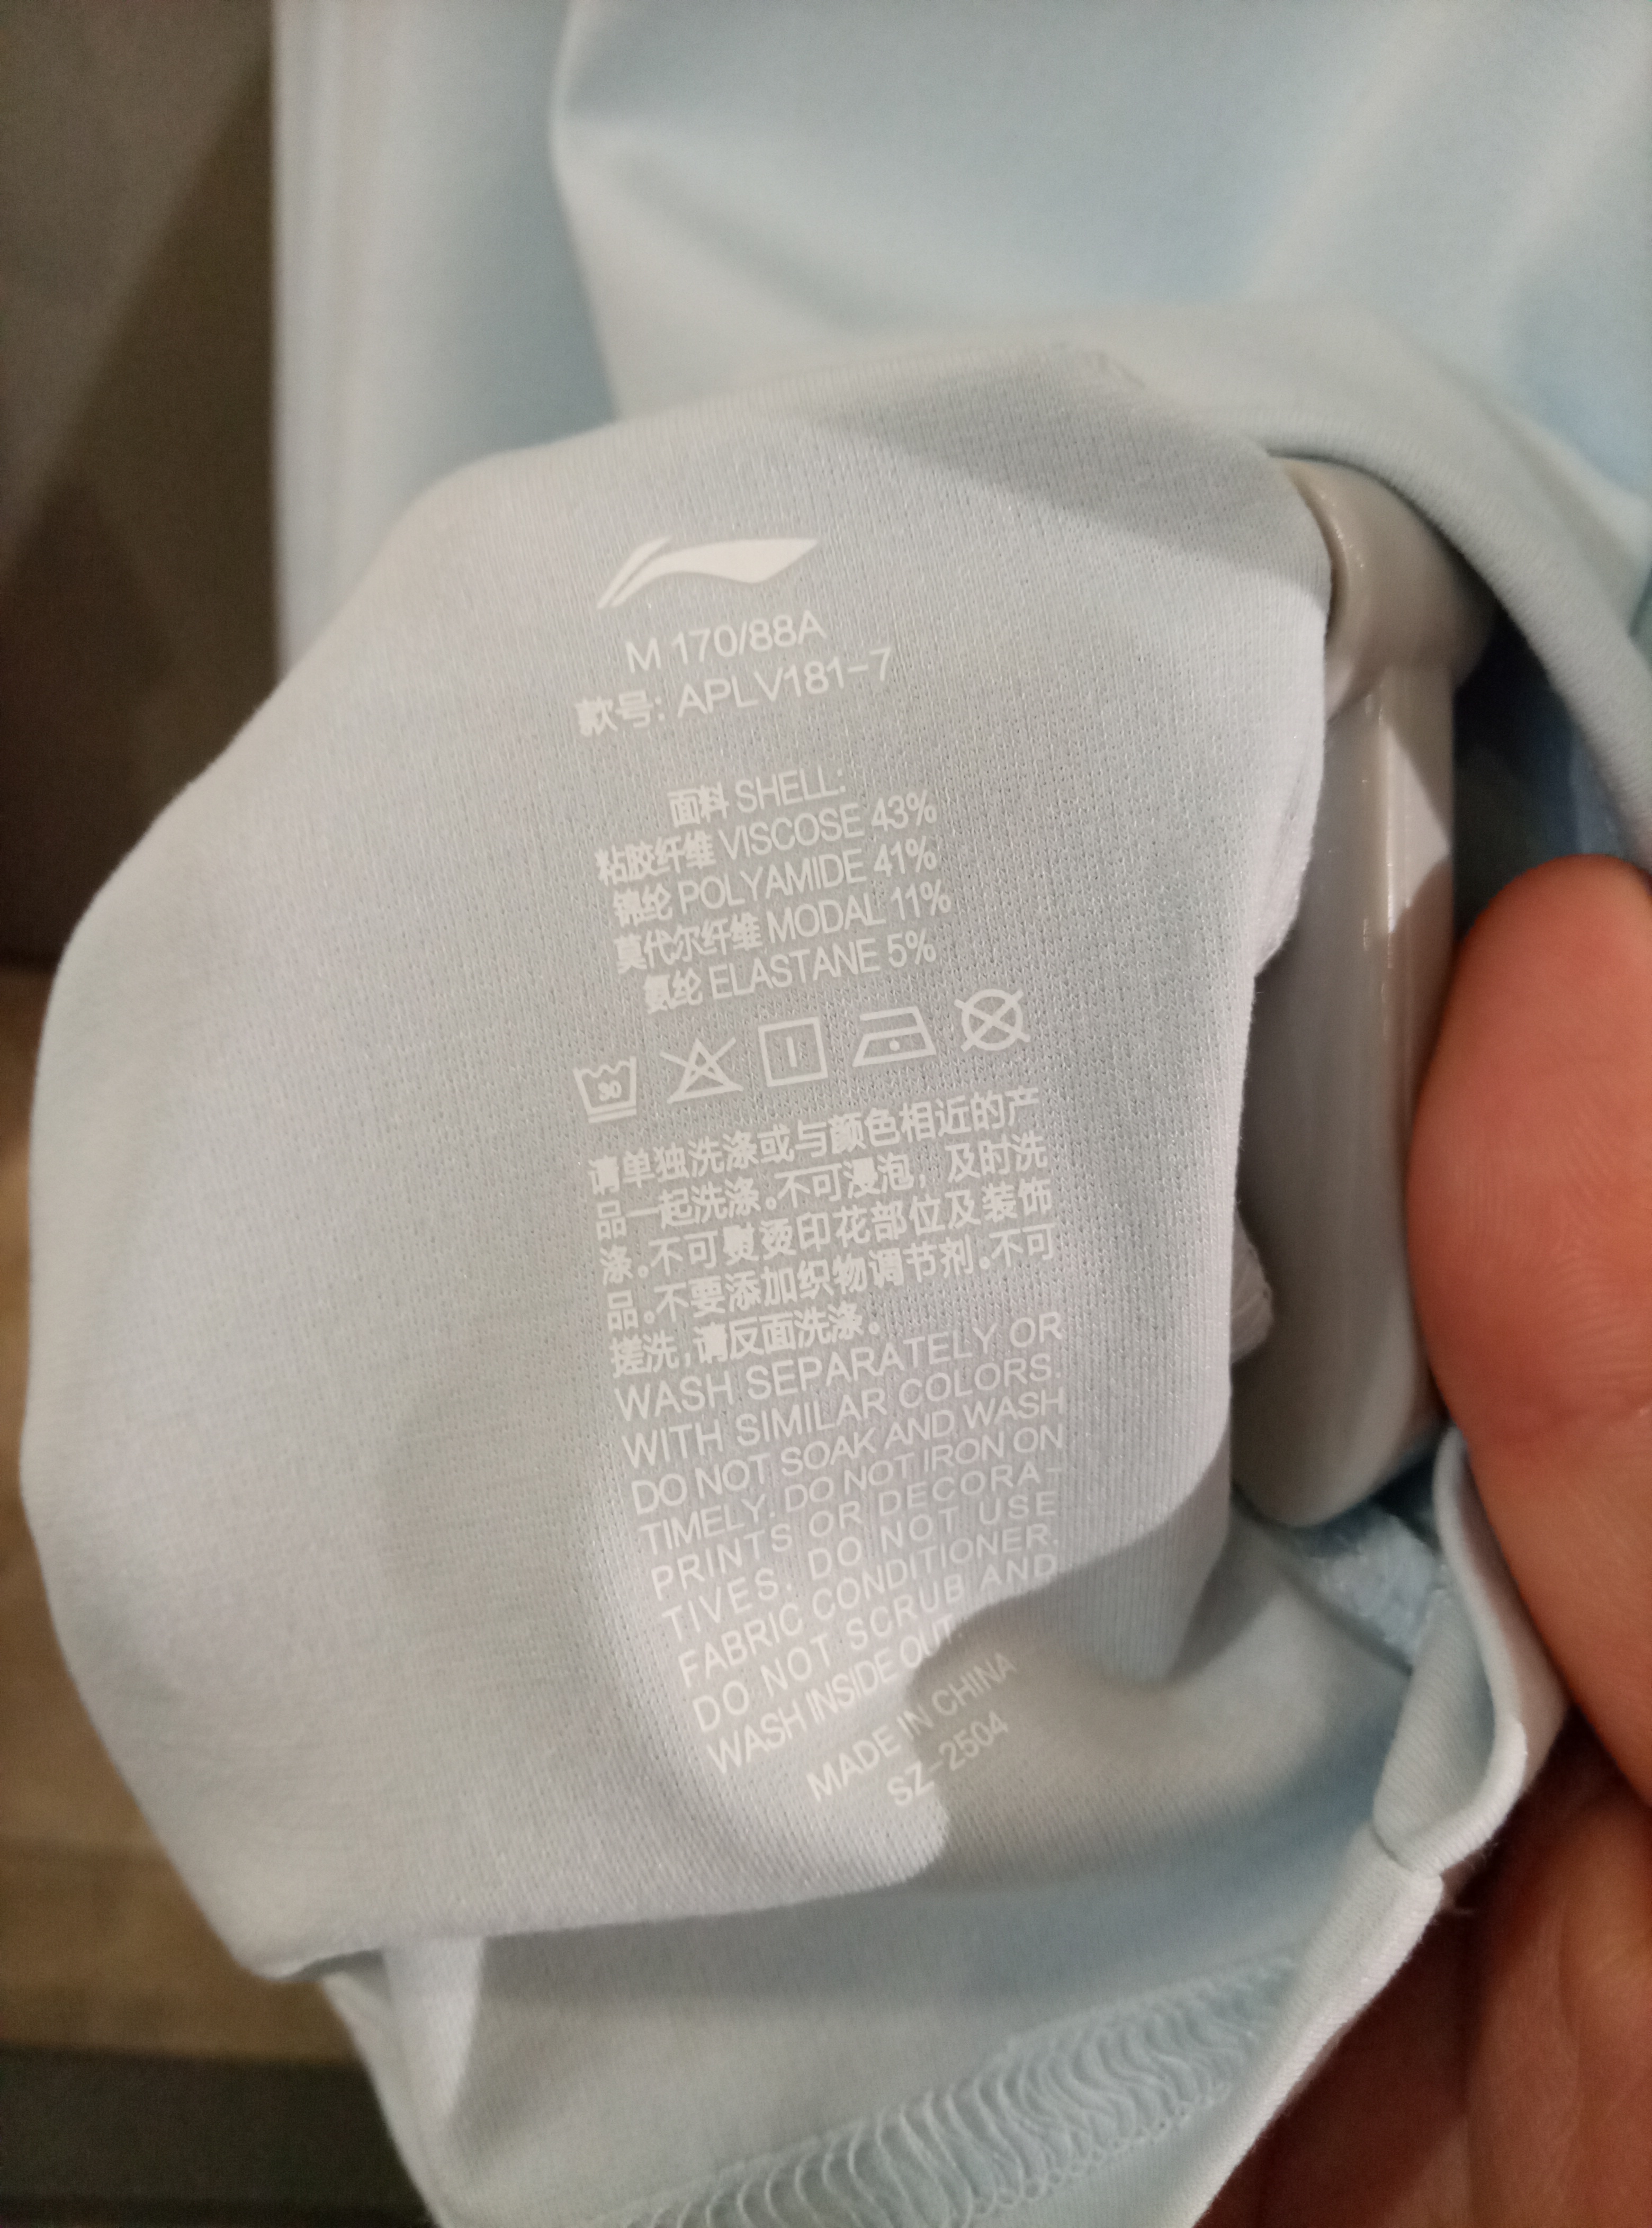 M 170/88A
款号: APLV181-7
面料 SHELL:
粘胶纤维 VISCOSE 43%
锦纶 POLYAMIDE 41%
莫代尔纤维 MODAL 11%
氨纶 ELASTANE 5%
30
请单独洗涤或与颜色相近的产
品一起洗涤。不可浸泡，及时洗
涤。不可熨烫印花部位及装饰
品。不要添加织物调节剂。不可
搓洗,请反面洗涤。
WASH SEPARATELY OR
WITH SIMILAR COLORS.
DO NOT SOAK AND WASH
TIMELY. DO NOT IRON ON
PRINTS OR DECORA-
TIVES. DO NOT USE
FABRIC CONDITIONER.
DO NOT SCRUB AND
WASH INSIDE OUT
MADE IN CHINA
SZ-2504